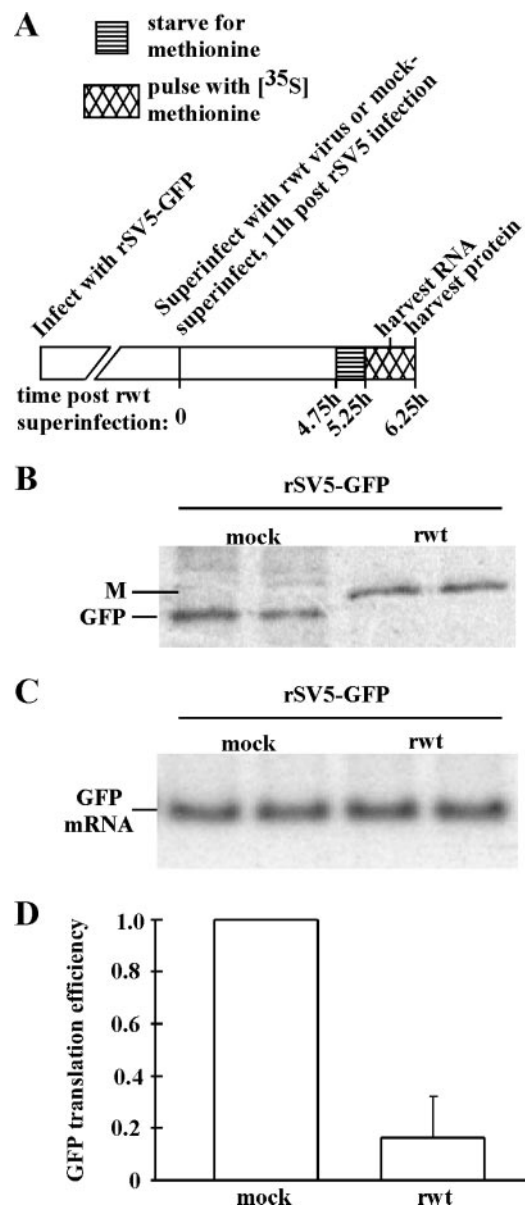 A
starve for
methionine
pulse with [35S]
methionine
Infect with rSV5-GFP
Superinfect with rwt virus or mock-
superinfect, 11h post rSV5 infection
harvest RNA
harvest protein
time post rwt
superinfection: 0
4.75h
5.25h
6.25h
B
rSV5-GFP
mock rwt
M
GFP
C
rSV5-GFP
mock rwt
GFP
mRNA
D
GFP translation efficiency
1.0
0.8
0.6
0.4
0.2
0
mock rwt